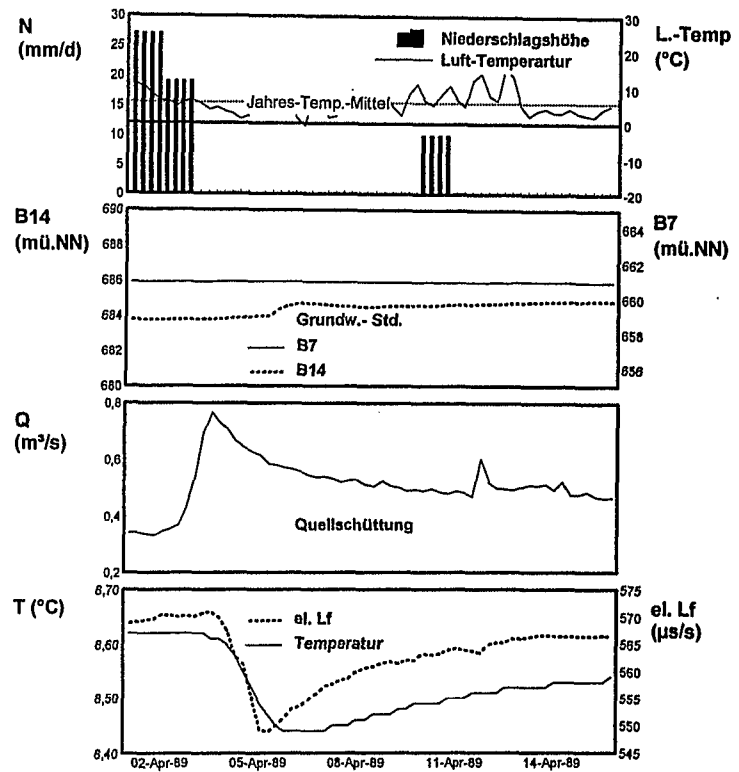 N
(mm/d)
30
25
20
15
10
5
0
Niederschlagshöhe
Luft-Temperartur
Jahres-Temp.-Mittel
L.-Temp
(°C)
30
20
10
0
-10
-20
B14
(mü.NN)
690
688
686
684
682
680
Grundw.- Std.
B7
B14
B7
(mü.NN)
664
662
660
658
656
Q
(m³/s)
0,8
0,6
0,4
0,2
Quellschüttung
T (°C)
8,70
8,60
8,50
8,40
el. Lf
Temperatur
el. Lf
(µs/s)
575
570
565
560
555
550
545
02-Apr-89 05-Apr-89 08-Apr-89 11-Apr-89 14-Apr-89